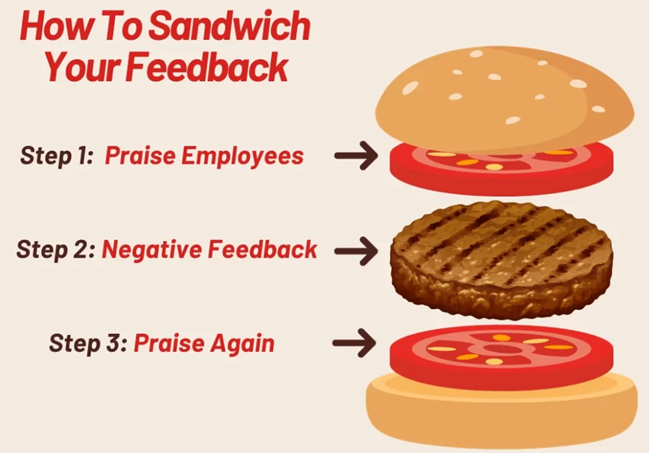 How To Sandwich
Your Feedback
Step 1: Praise Employees
Step 2: Negative Feedback
Step 3: Praise Again